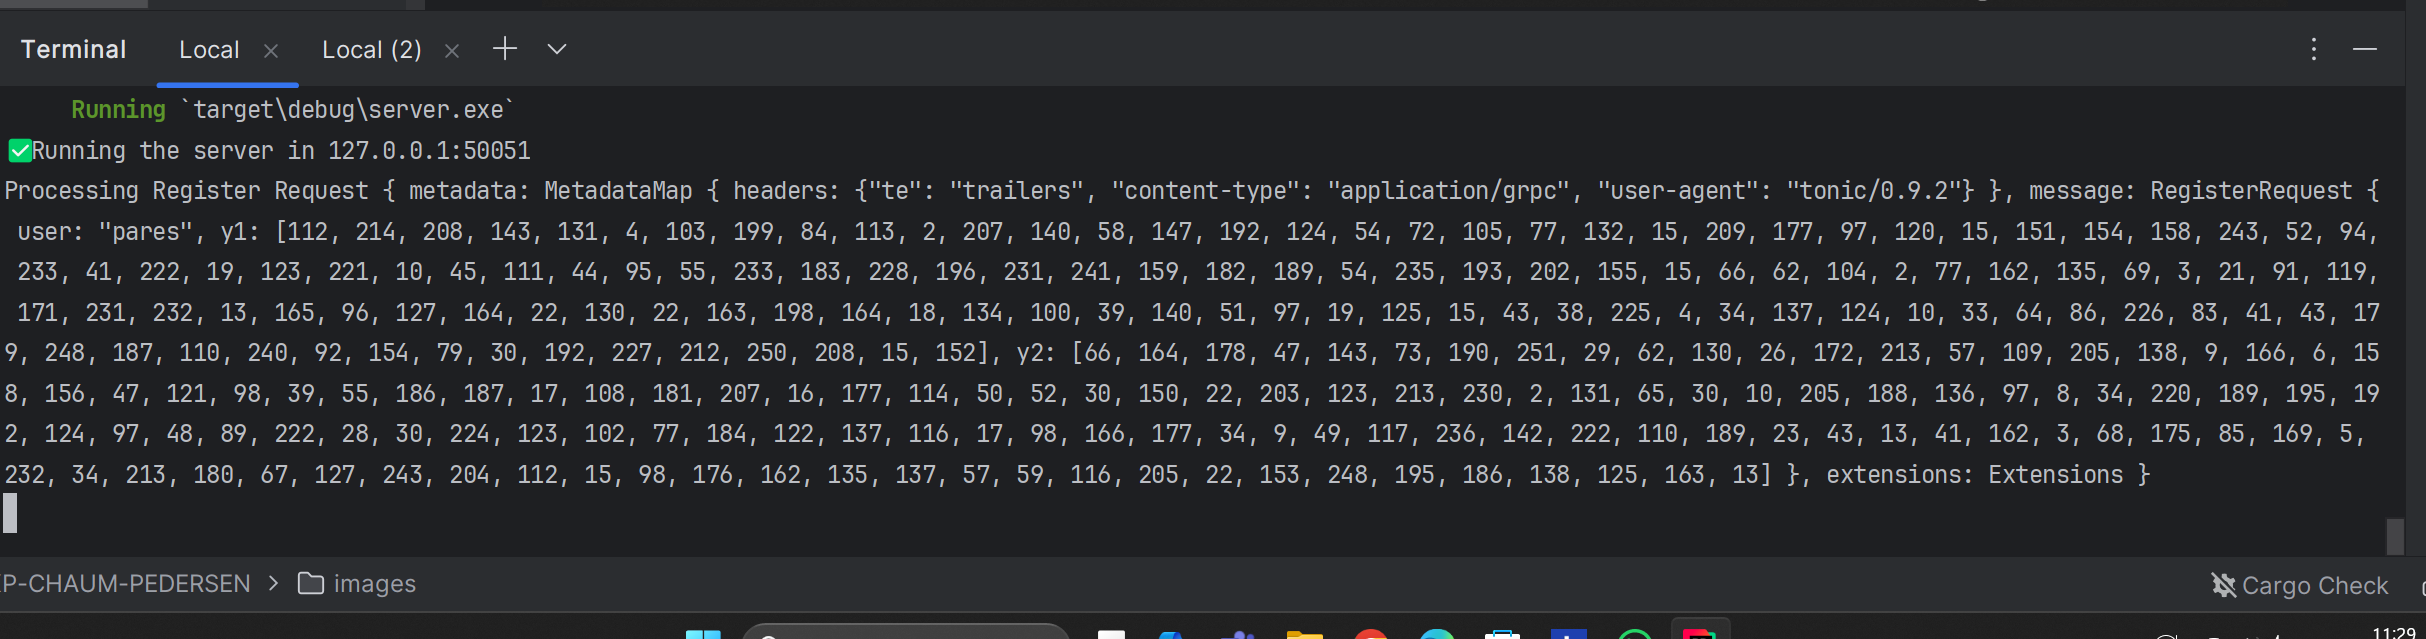 Terminal Local Local (2)
Running `target\debug\server.exe`
✅Running the server in 127.0.0.1:50051
Processing Register Request { metadata: MetadataMap { headers: {"te": "trailers", "content-type": "application/grpc", "user-agent": "tonic/0.9.2"} }, message: RegisterRequest {
user: "pares", y1: [112, 214, 208, 143, 131, 4, 103, 199, 84, 113, 2, 207, 140, 58, 147, 192, 124, 54, 72, 105, 77, 132, 15, 209, 177, 97, 120, 15, 151, 154, 158, 243, 52, 94,
233, 41, 222, 19, 123, 221, 10, 45, 111, 44, 95, 55, 233, 183, 228, 196, 231, 241, 159, 182, 189, 54, 235, 193, 202, 155, 15, 66, 62, 104, 2, 77, 162, 135, 69, 3, 21, 91, 119,
171, 231, 232, 13, 165, 96, 127, 164, 22, 130, 22, 163, 198, 164, 18, 134, 100, 39, 140, 51, 97, 19, 125, 15, 43, 38, 225, 4, 34, 137, 124, 10, 33, 64, 86, 226, 83, 41, 43, 17
9, 248, 187, 110, 240, 92, 154, 79, 30, 192, 227, 212, 250, 208, 15, 152], y2: [66, 164, 178, 47, 143, 73, 190, 251, 29, 62, 130, 26, 172, 213, 57, 109, 205, 138, 9, 166, 6, 15
8, 156, 47, 121, 98, 39, 55, 186, 187, 17, 108, 181, 207, 16, 177, 114, 50, 52, 30, 150, 22, 203, 123, 213, 230, 2, 131, 65, 30, 10, 205, 188, 136, 97, 8, 34, 220, 189, 195, 19
2, 124, 97, 48, 89, 222, 28, 30, 224, 123, 102, 77, 184, 122, 137, 116, 17, 98, 166, 177, 34, 9, 49, 117, 236, 142, 222, 110, 189, 23, 43, 13, 41, 162, 3, 68, 175, 85, 169, 5,
232, 34, 213, 180, 67, 127, 243, 204, 112, 15, 98, 176, 162, 135, 137, 57, 59, 116, 205, 22, 153, 248, 195, 186, 138, 125, 163, 13] }, extensions: Extensions }
P-CHAUM-PEDERSEN > images Cargo Check
11:29